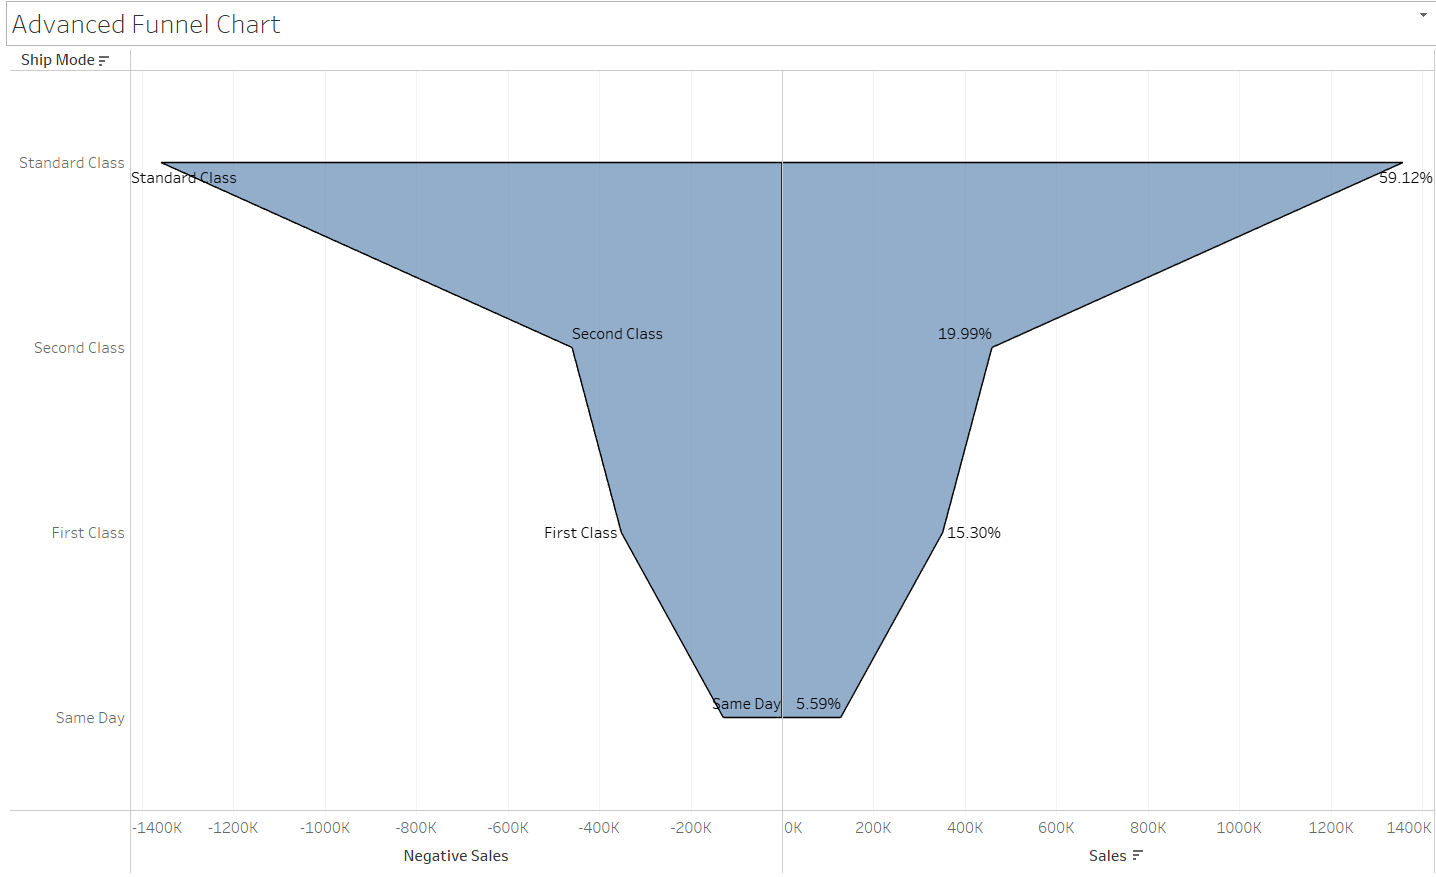 Advanced Funnel Chart
Ship Mode
Standard Class
Standard Class 59.12%
Second Class 19.99%
Second Class
First Class First Class 15.30%
Same Day 5.59%
Same Day
-1400K -1200K -1000K -800K -600K -400K -200K 0K 200K 400K 600K 800K 1000K 1200K 1400K
Negative Sales Sales